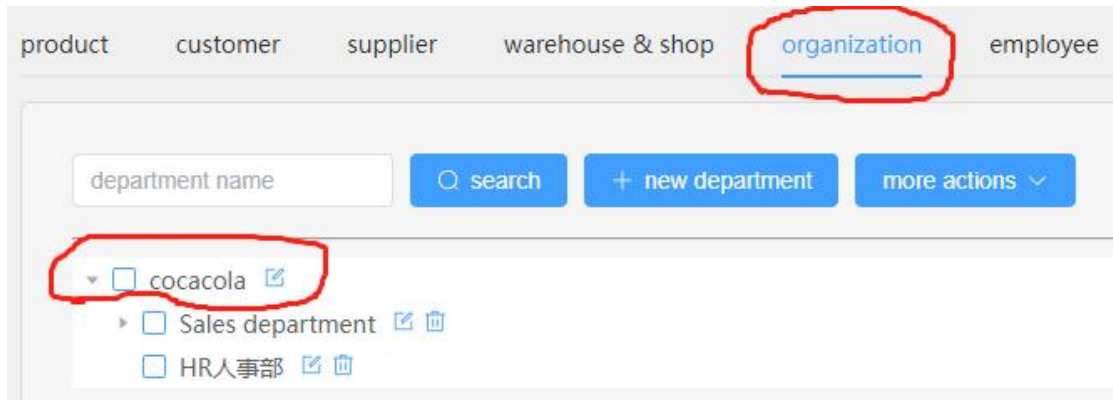 product customer supplier warehouse & shop organization employee
department name search + new department more actions
cocacola
Sales department
HR人事部